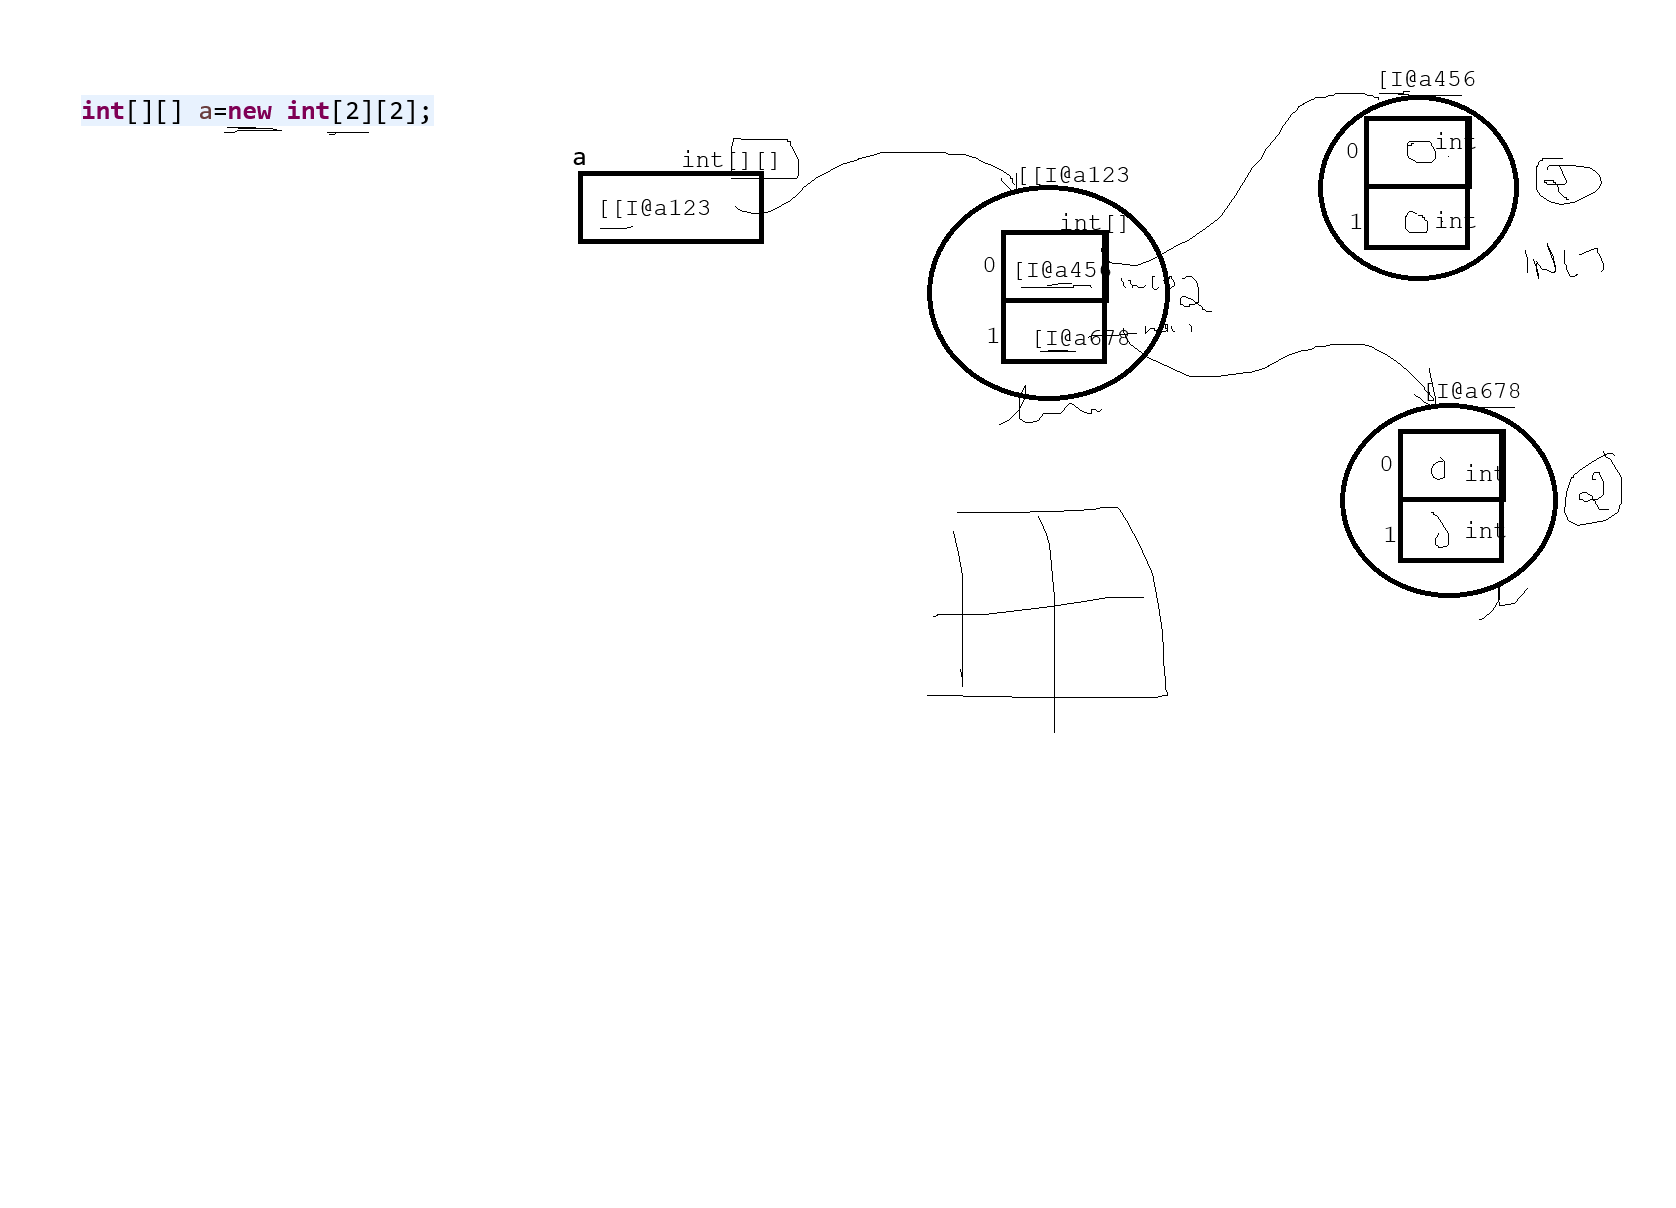 int[][] a=new int[2][2];
a
int[][]
[[I@a123
[[I@a123
int[]
0
[I@a456
1
[I@a678
2
[I@a456
0
0 int
1
0 int
2
[I@a678
0
0 int
1
0 int
2